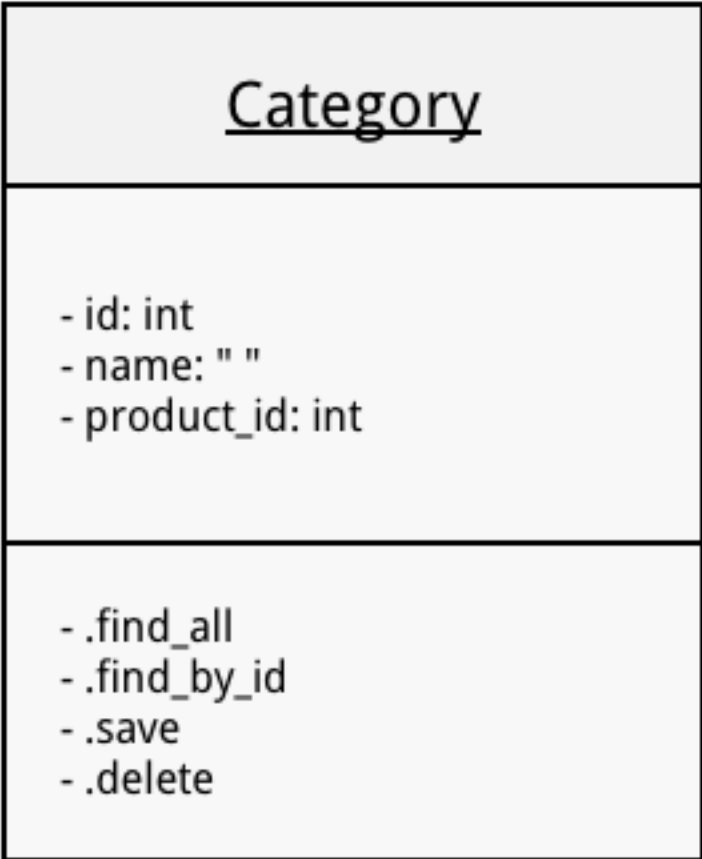 Category
- id: int
- name: " "
- product_id: int
- .find_all
- .find_by_id
- .save
- .delete